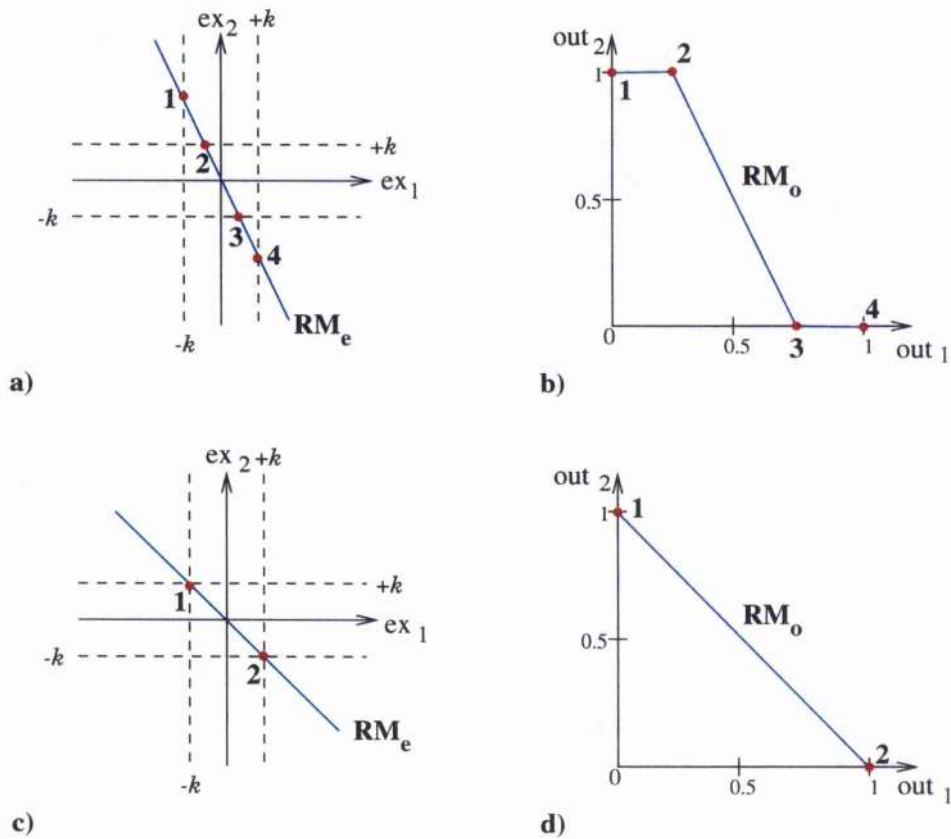 ex2 +k
1
2
+k
ex1
-k
3
4
RMe
-k
a)
out2
1
1
2
0.5
RMo
4
0
0.5
3
1
out1
b)
ex2 +k
+k
1
ex1
-k
2
RMe
-k
c)
out2
1
1
RMo
0.5
2
0
0.5
1
out1
d)